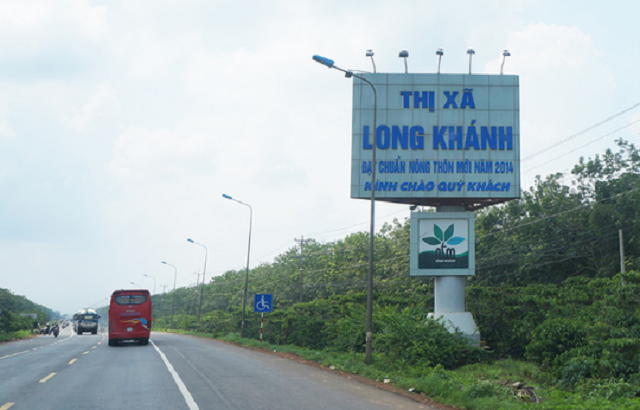 THỊ XÃ
LONG KHÁNH
ĐẠT CHUẨN NÔNG THÔN MỚI NĂM 2014
KÍNH CHÀO QUÝ KHÁCH